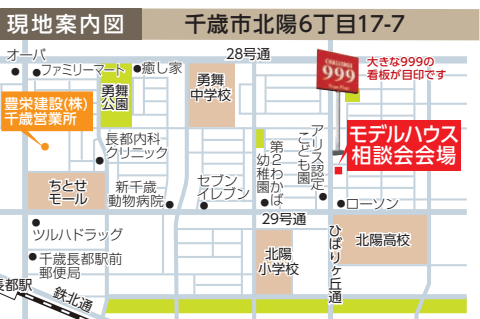 現地案内図
千歳市北陽6丁目17-7
オーバ
28号通
ファミリーマート
癒し家
勇舞
公園
勇舞
中学校
CHALLENGE
999
大きな999の
看板が目印です
豊栄建設(株)
千歳営業所
長都内科
クリニック
モデルハウス
相談会会場
アリス認定
こども園
第2わかば
幼稚園
ちとせ
モール
新千歳
動物病院
セブン
イレブン
ローソン
29号通
ツルハドラッグ
ひばりヶ丘通
北陽高校
北陽
小学校
千歳長都駅前
郵便局
長都駅
鉄北通